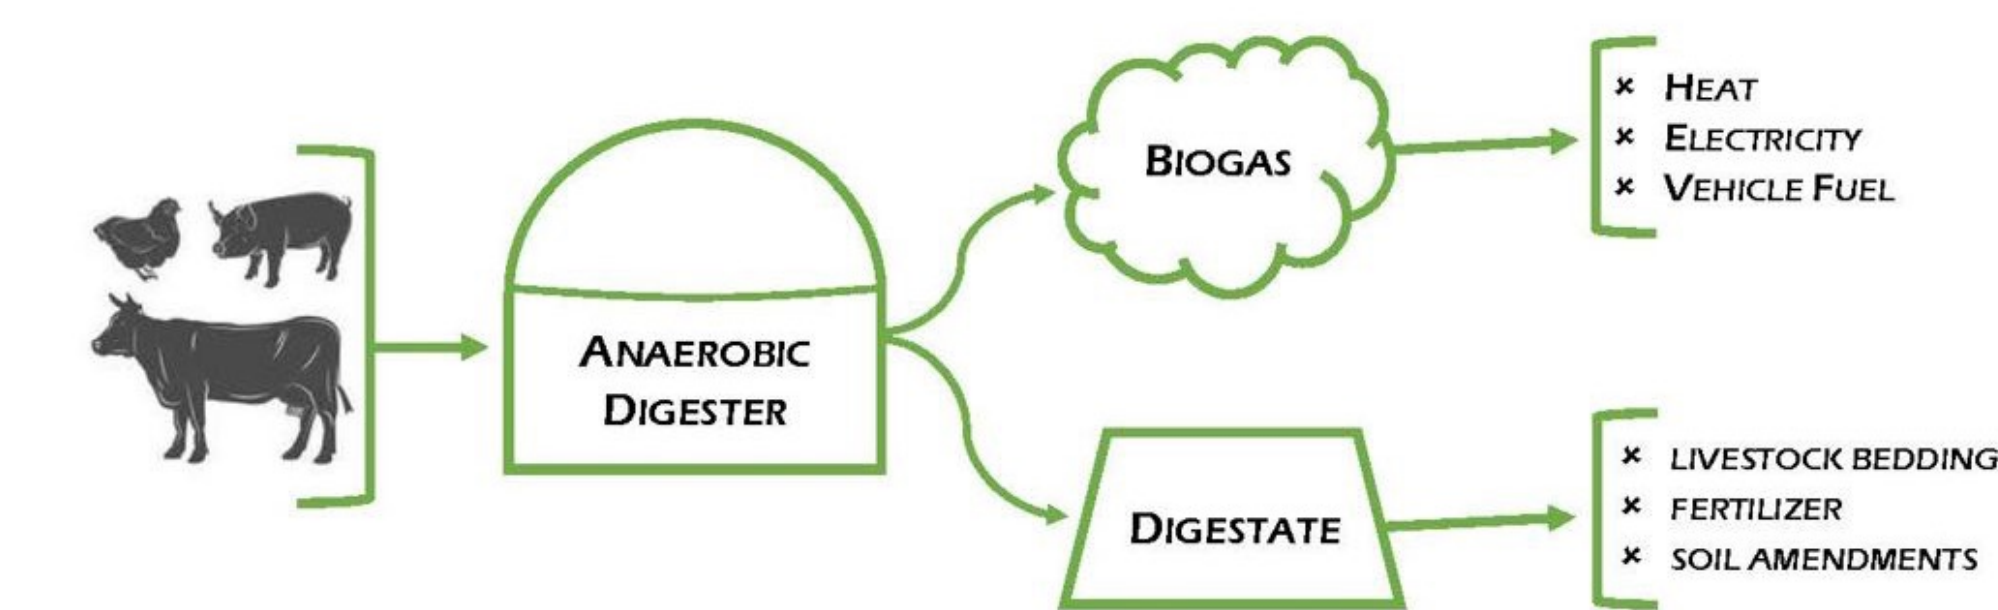 ANAEROBIC
DIGESTER
BIOGAS
× HEAT
× ELECTRICITY
× VEHICLE FUEL
DIGESTATE
× LIVESTOCK BEDDING
× FERTILIZER
× SOIL AMENDMENTS